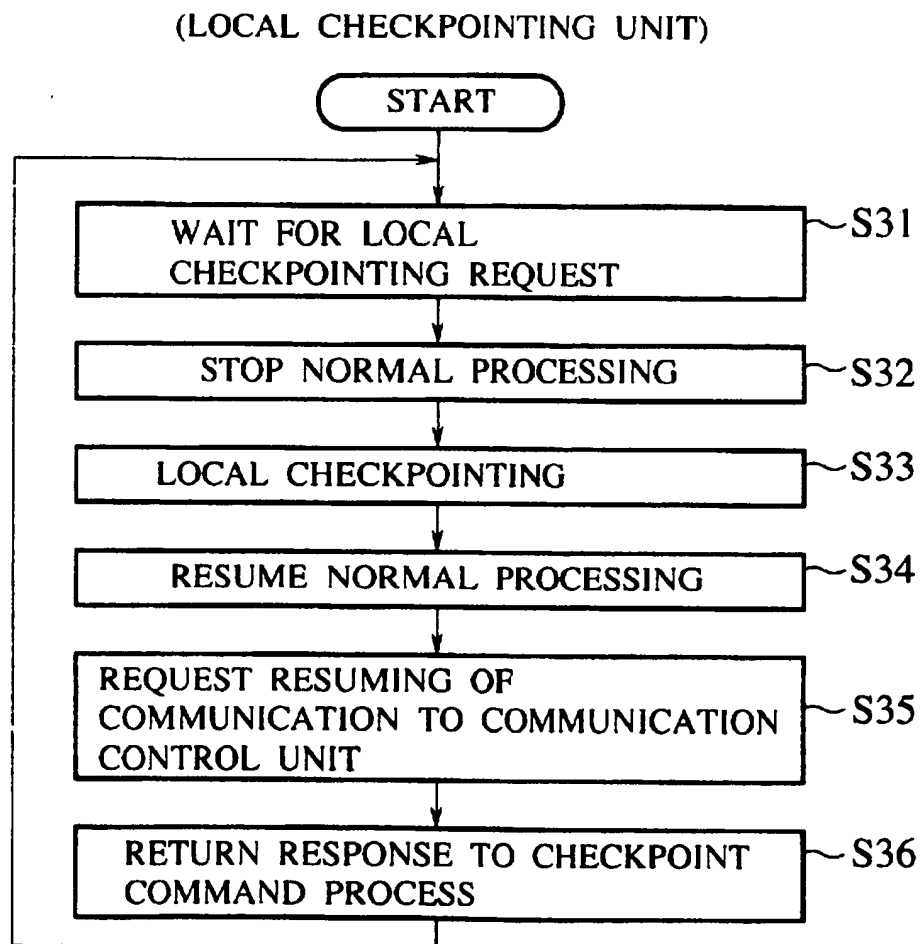 (LOCAL CHECKPOINTING UNIT)
START
WAIT FOR LOCAL
CHECKPOINTING REQUEST
S31
STOP NORMAL PROCESSING
S32
LOCAL CHECKPOINTING
S33
RESUME NORMAL PROCESSING
S34
REQUEST RESUMING OF
COMMUNICATION TO COMMUNICATION
CONTROL UNIT
S35
RETURN RESPONSE TO CHECKPOINT
COMMAND PROCESS
S36